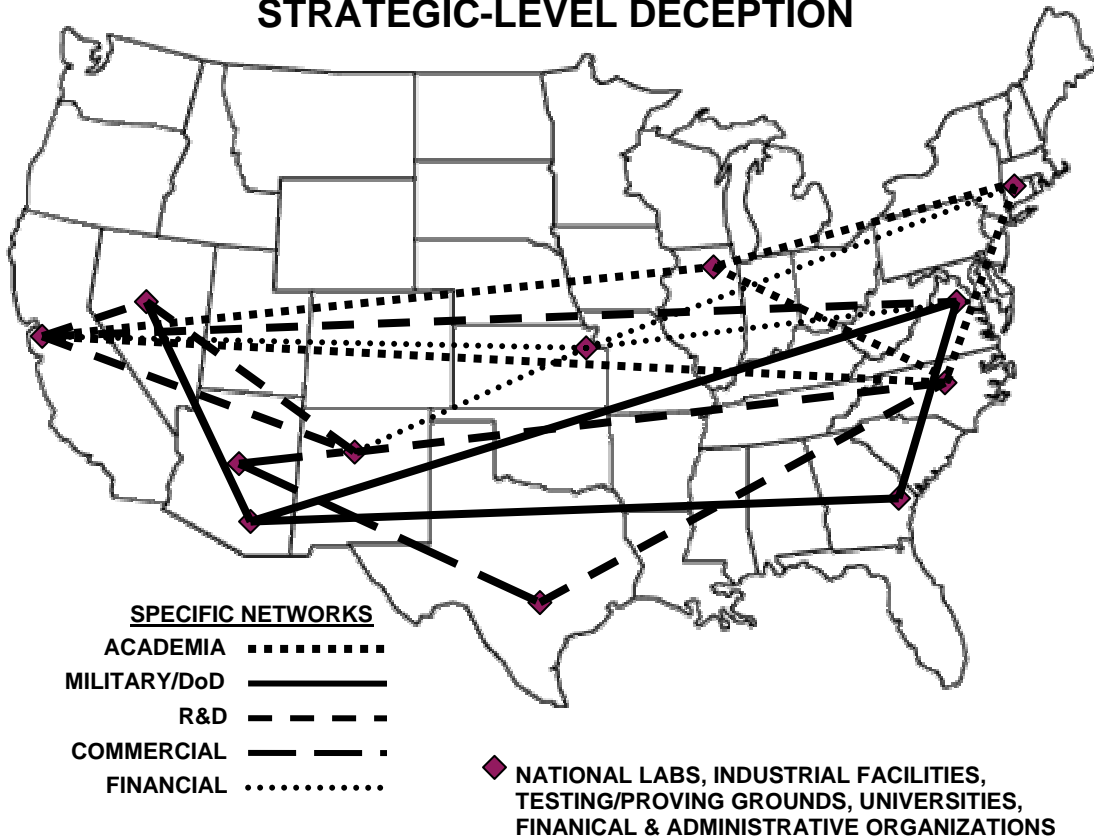 STRATEGIC-LEVEL DECEPTION
SPECIFIC NETWORKS
ACADEMIA
MILITARY/DoD
R&D
COMMERCIAL
FINANCIAL
NATIONAL LABS, INDUSTRIAL FACILITIES,
TESTING/PROVING GROUNDS, UNIVERSITIES,
FINANICAL & ADMINISTRATIVE ORGANIZATIONS